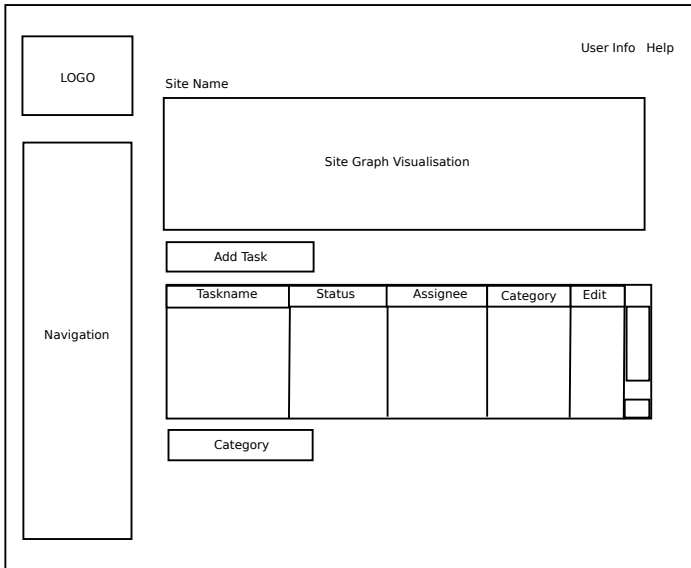 User Info Help
LOGO
Site Name
Site Graph Visualisation
Add Task
Taskname Status Assignee Category Edit
Navigation
Category